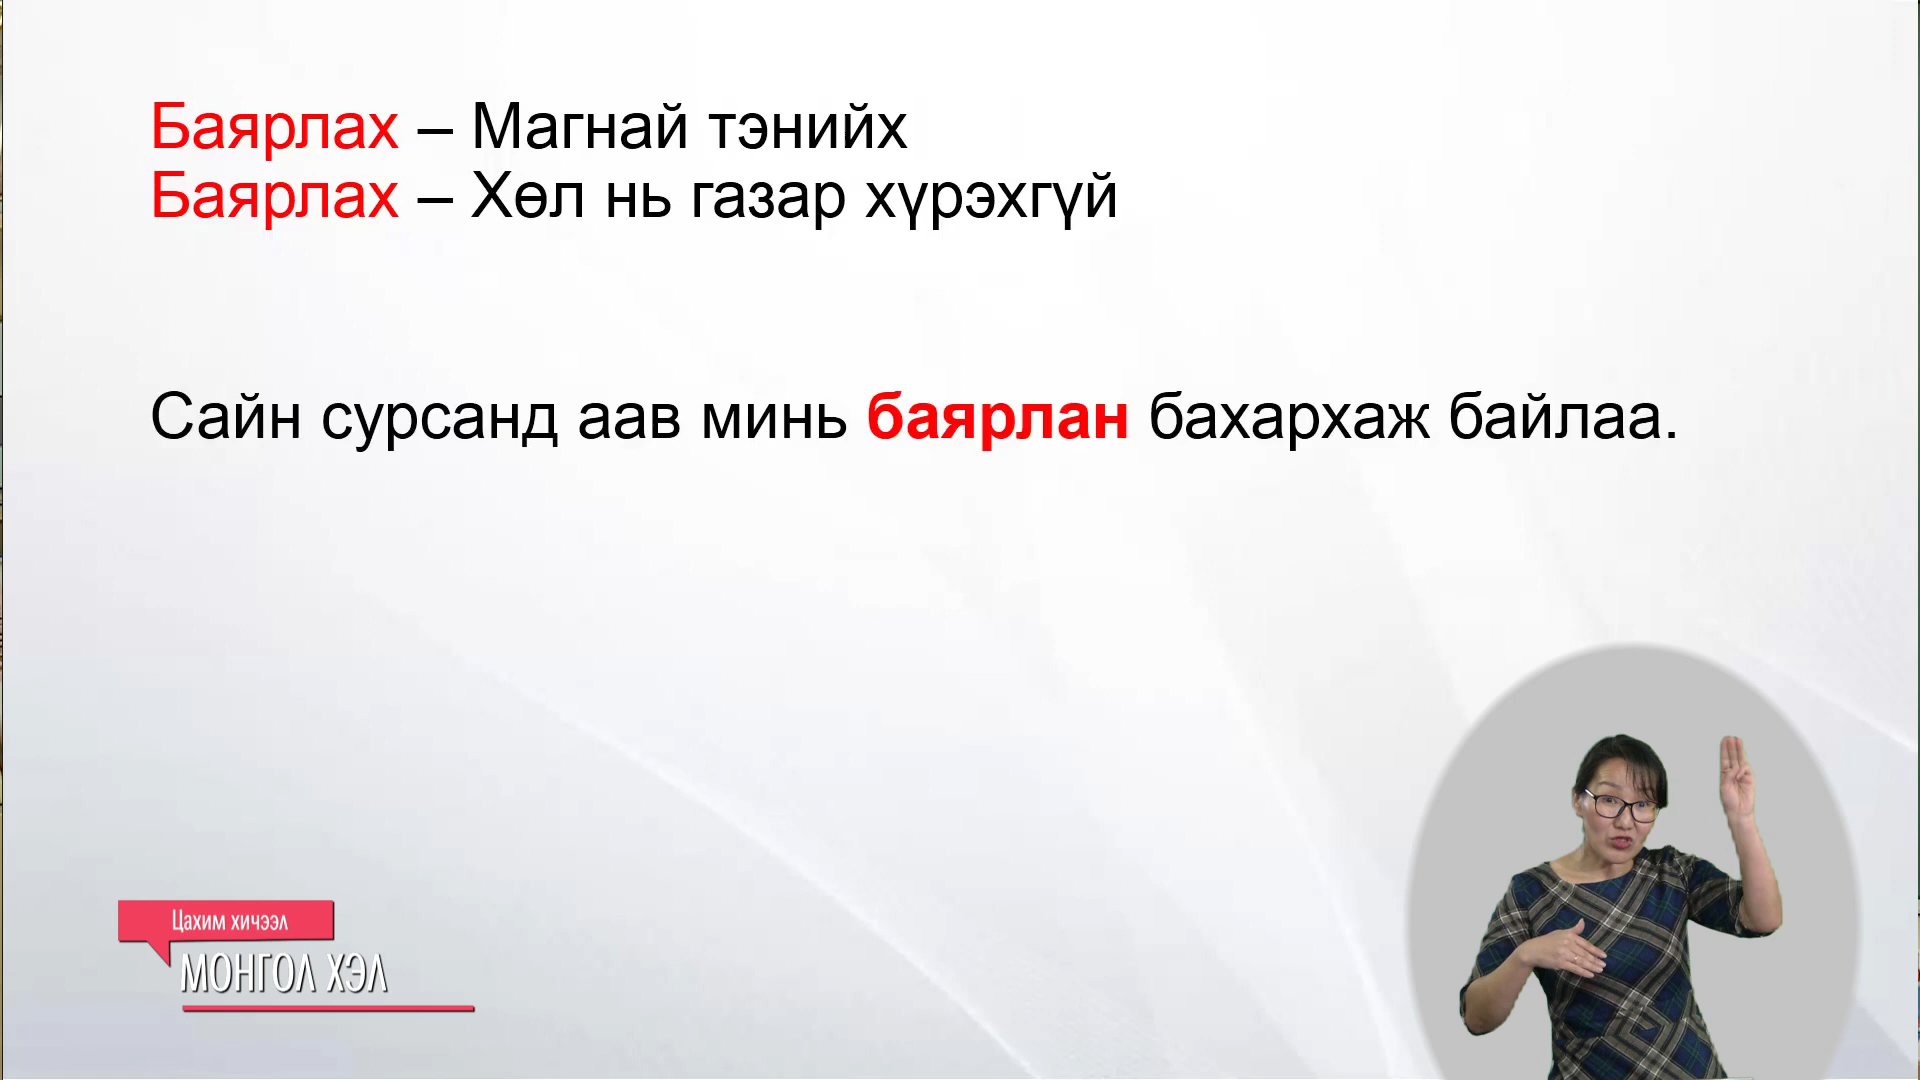 Баярлах – Магнай тэнийх
Баярлах – Хөл нь газар хүрэхгүй
Сайн сурсанд аав минь баярлан бахархаж байлаа.
Цахим хичээл
МОНГОЛ ХЭЛ